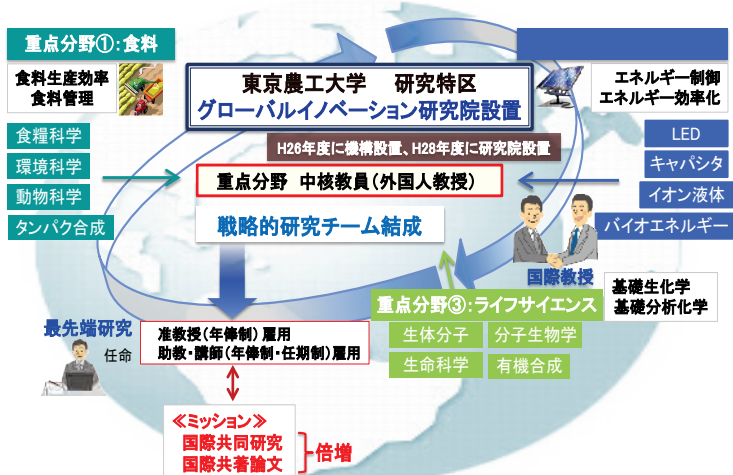 重点分野①:食料
食料生産効率
食料管理
東京農工大学 研究特区
グローバルイノベーション研究院設置
エネルギー制御
エネルギー効率化
H26年度に機構設置、H28年度に研究院設置
食糧科学
環境科学
動物科学
タンパク合成
重点分野 中核教員(外国人教授)
戦略的研究チーム結成
LED
キャパシタ
イオン液体
バイオエネルギー
国際教授
基礎生化学
基礎分析化学
重点分野③:ライフサイエンス
生体分子
分子生物学
生命科学
有機合成
最先端研究
任命
准教授(年俸制)雇用
助教・講師(年俸制・任期制)雇用
≪ミッション≫
国際共同研究
国際共著論文
倍増